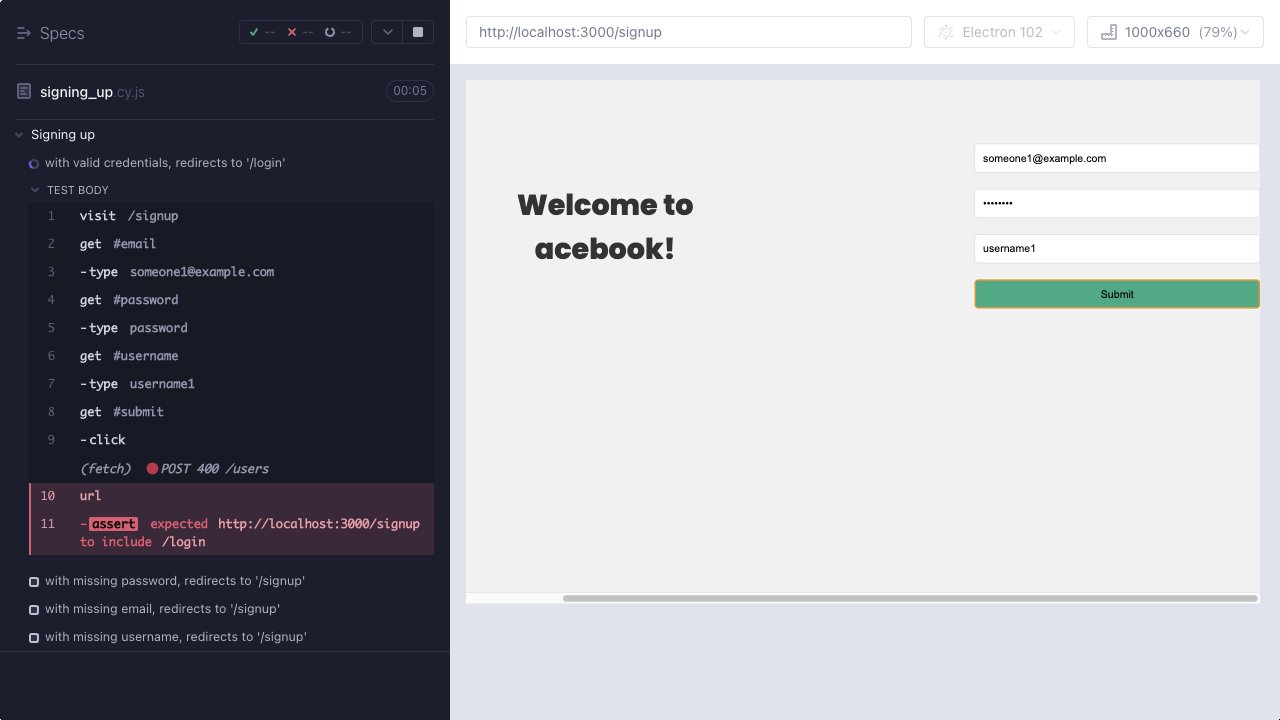 Specs
-- -- --
signing_up.cy.js 00:05
Signing up
with valid credentials, redirects to '/login'
TEST BODY
1 visit /signup
2 get #email
3 -type someone1@example.com
4 get #password
5 -type password
6 get #username
7 -type username1
8 get #submit
9 -click
(fetch) POST 400 /users
10 url
11 -assert expected http://localhost:3000/signup
to include /login
with missing password, redirects to '/signup'
with missing email, redirects to '/signup'
with missing username, redirects to '/signup'
http://localhost:3000/signup
Electron 102
1000x660 (79%)
Welcome to
acebook!
someone1@example.com
••••••••
username1
Submit